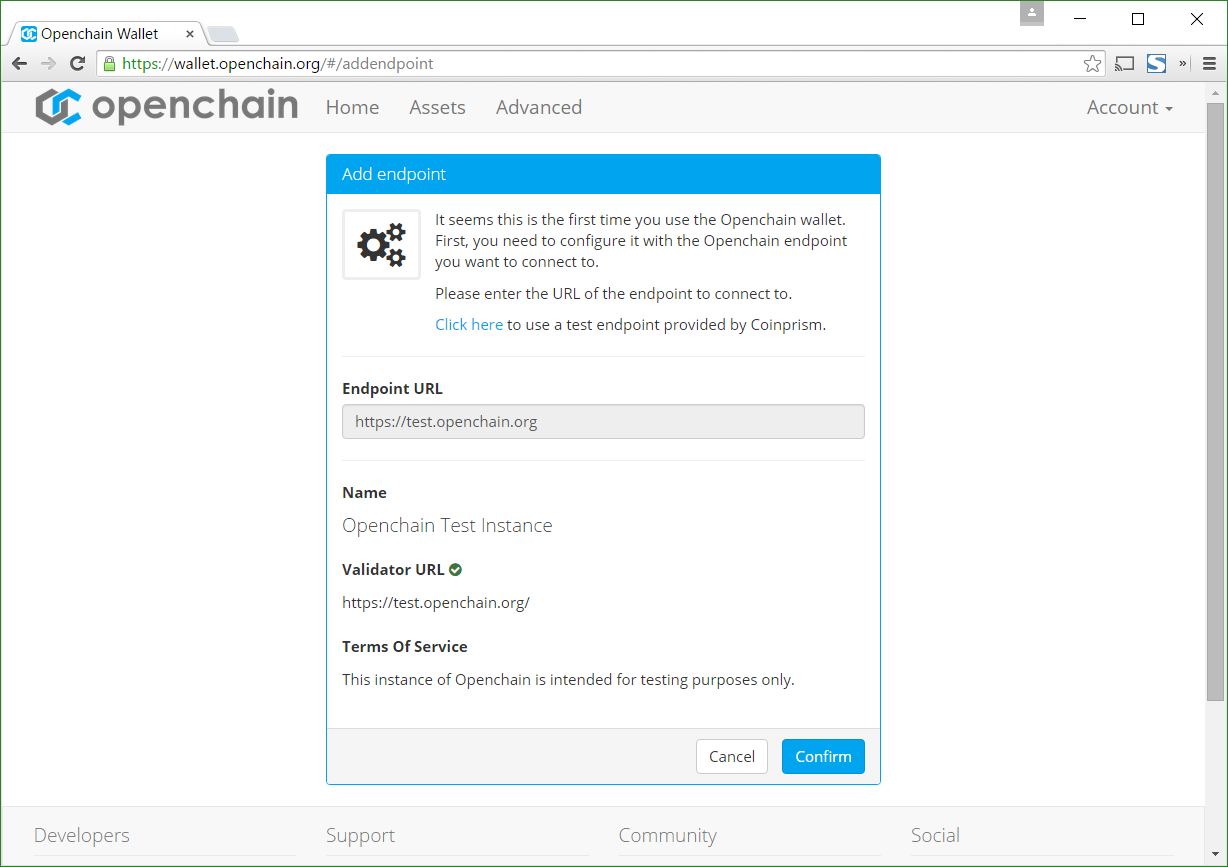 Openchain Wallet
https://wallet.openchain.org/#/addendpoint
openchain Home Assets Advanced Account
Add endpoint
It seems this is the first time you use the Openchain wallet.
First, you need to configure it with the Openchain endpoint
you want to connect to.
Please enter the URL of the endpoint to connect to.
Click here to use a test endpoint provided by Coinprism.
Endpoint URL
https://test.openchain.org
Name
Openchain Test Instance
Validator URL
https://test.openchain.org/
Terms Of Service
This instance of Openchain is intended for testing purposes only.
Cancel Confirm
Developers Support Community Social